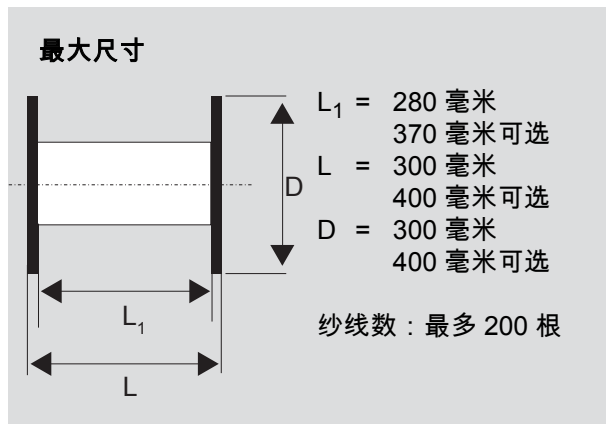 最大尺寸
L1 = 280 毫米
370 毫米可选
L = 300 毫米
400 毫米可选
D = 300 毫米
400 毫米可选
纱线数：最多 200 根
D
L1
L